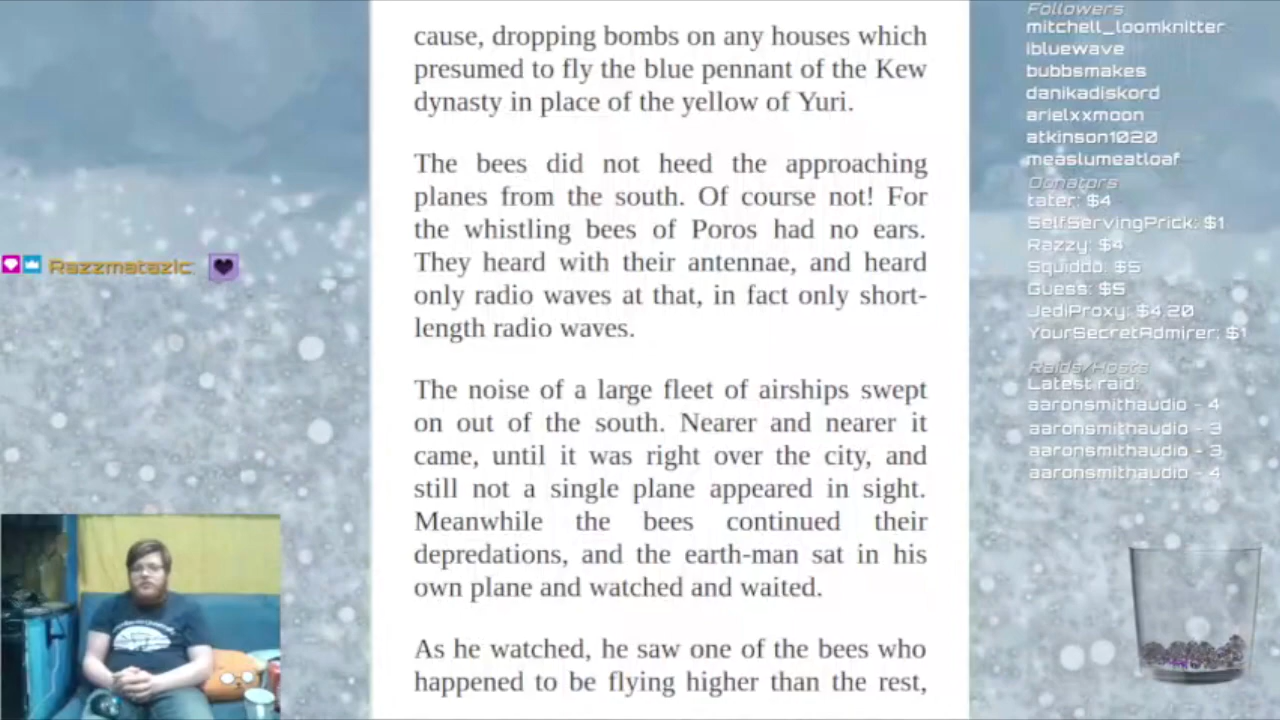 cause, dropping bombs on any houses which
presumed to fly the blue pennant of the Kew
dynasty in place of the yellow of Yuri.
The bees did not heed the approaching
planes from the south. Of course not! For
the whistling bees of Poros had no ears.
They heard with their antennae, and heard
only radio waves at that, in fact only short-
length radio waves.
The noise of a large fleet of airships swept
on out of the south. Nearer and nearer it
came, until it was right over the city, and
still not a single plane appeared in sight.
Meanwhile the bees continued their
depredations, and the earth-man sat in his
own plane and watched and waited.
As he watched, he saw one of the bees who
happened to be flying higher than the rest,
Razzmatazic:
Followers
mitchell_loomknitter
ibluewave
bubbsmakes
danikadiskord
arielxxmoon
atkinson1020
measlumeatloaf
Donators
tater: $4
SelfServingPrick: $1
Razzy: $4
Squiddo: $5
Guess: $5
JediProxy: $4.20
YourSecretAdmirer: $1
Raids/Hosts
Latest raid:
aaronsmithaudio - 4
aaronsmithaudio - 3
aaronsmithaudio - 3
aaronsmithaudio - 4